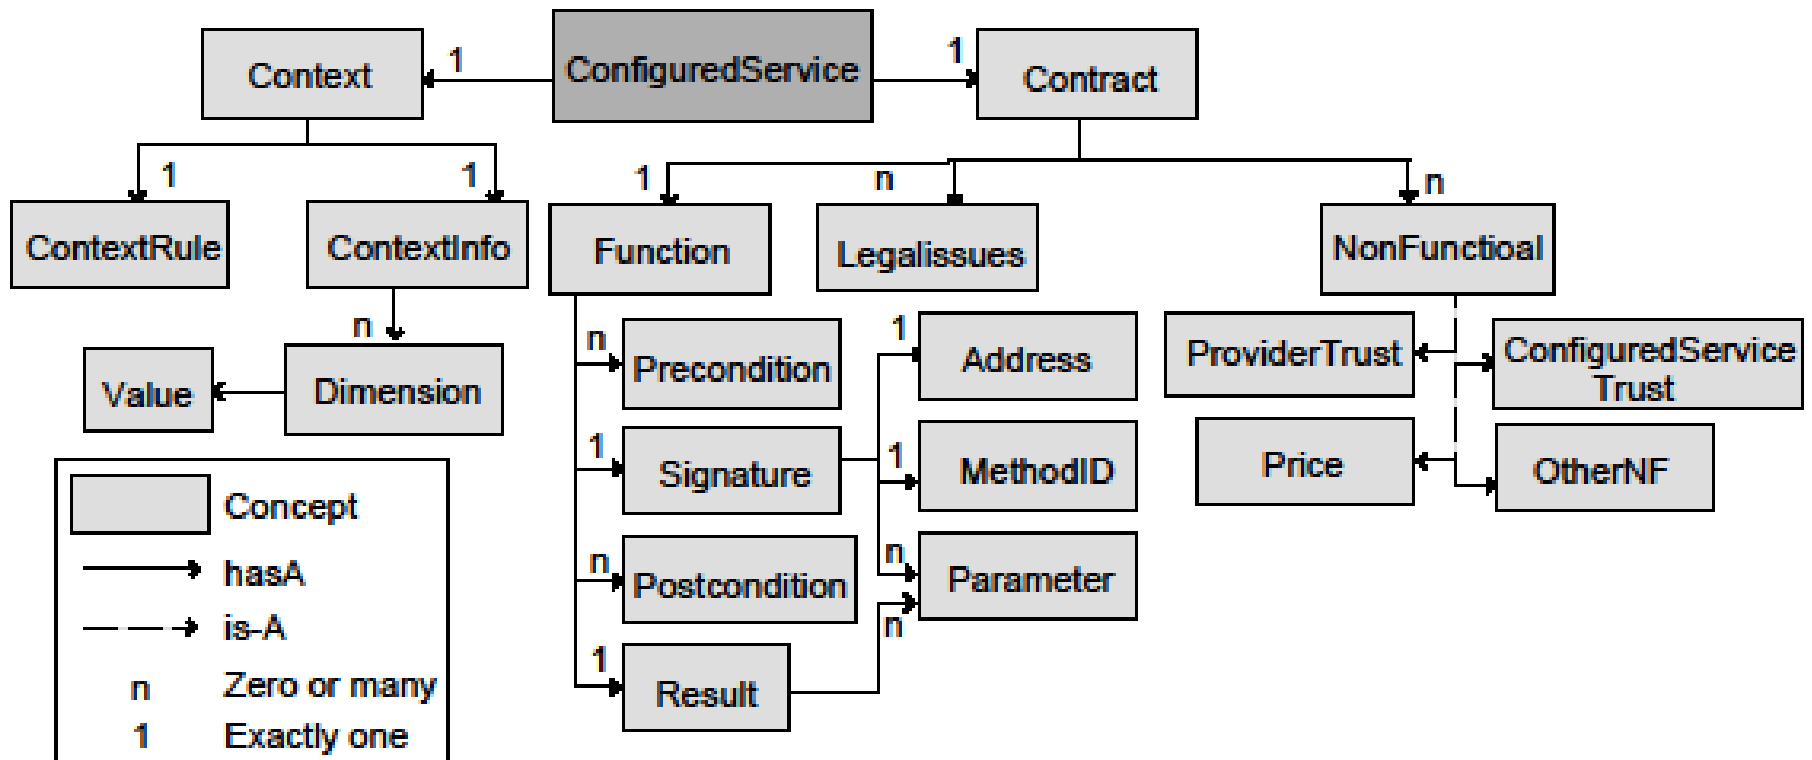 Context
1
ConfiguredService
1
Contract
1
1
1
n
n
ContextRule
ContextInfo
Function
Legalissues
NonFunctioal
n
Value
Dimension
n
Precondition
1
Address
ProviderTrust
ConfiguredService
Trust
1
Signature
1
MethodID
Price
OtherNF
n
Postcondition
n
Parameter
n
1
Result
Concept
hasA
is-A
n Zero or many
1 Exactly one